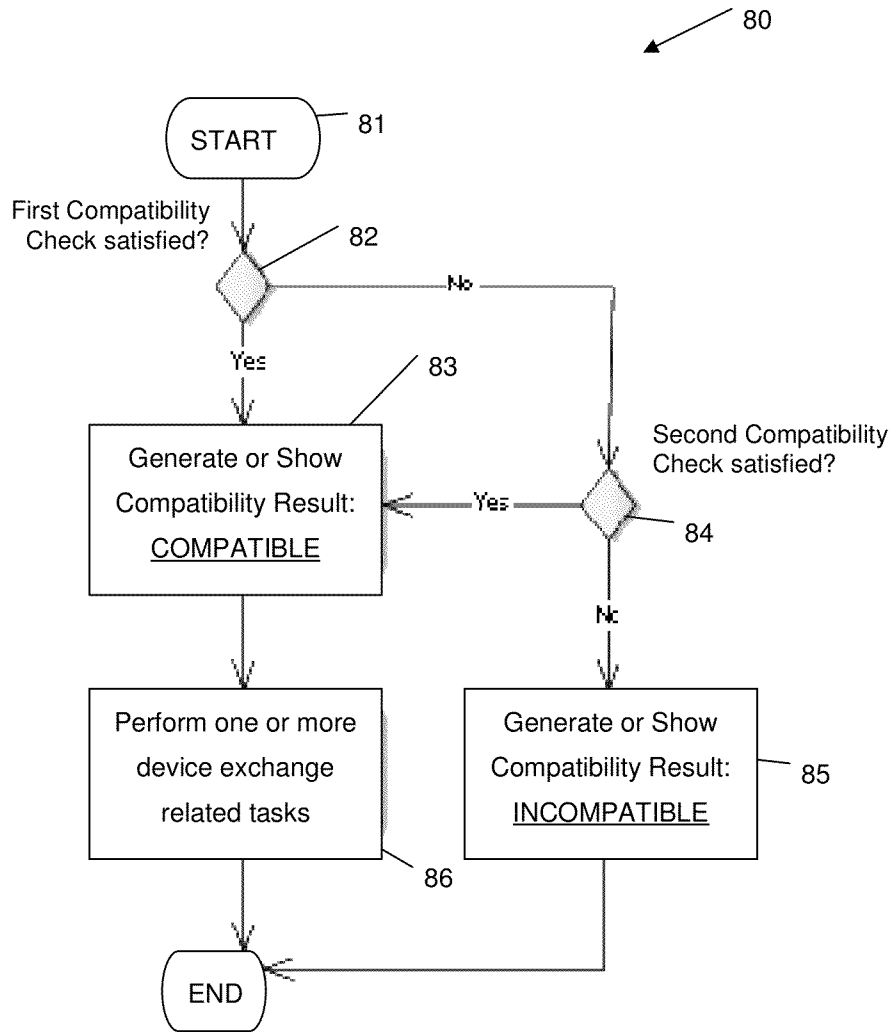 80
START
81
First Compatibility
Check satisfied?
82
No
Yes
83
Generate or Show
Compatibility Result:
COMPATIBLE
Second Compatibility
Check satisfied?
Yes
84
No
Perform one or more
device exchange
related tasks
86
Generate or Show
Compatibility Result:
INCOMPATIBLE
85
END